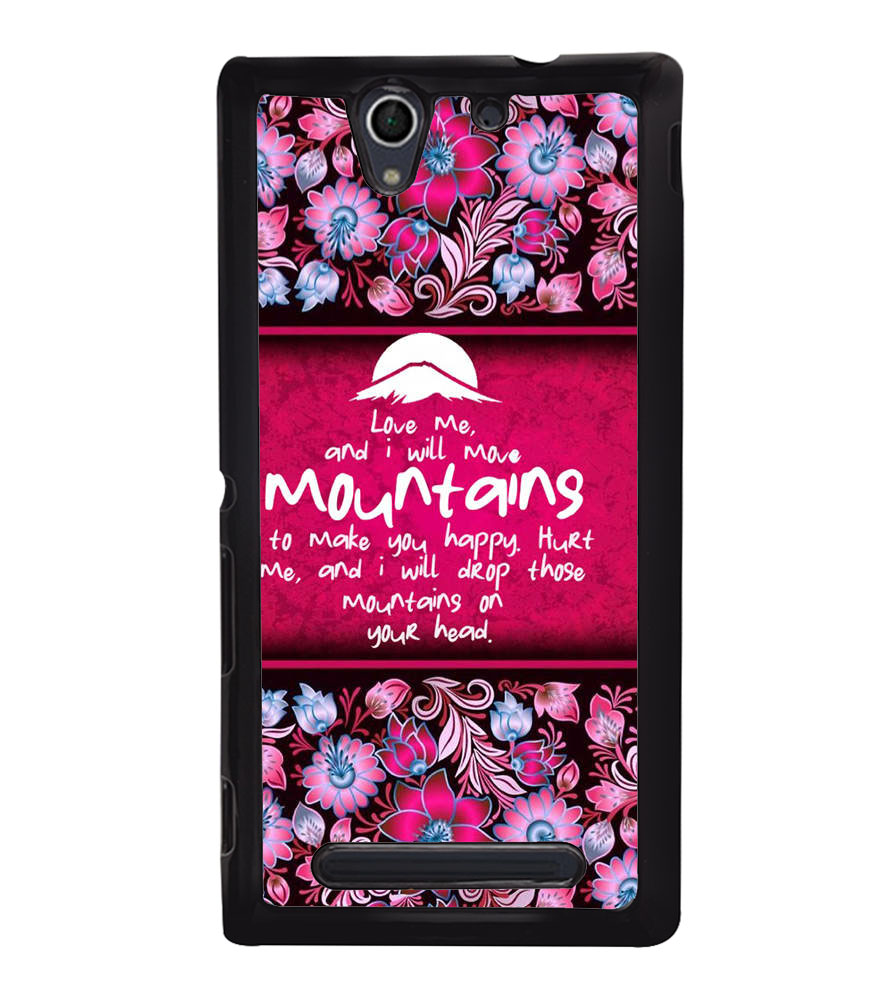 Love me,
and i will move
mountains
to make you happy. Hurt
me, and i will drop those
mountains on
your head.